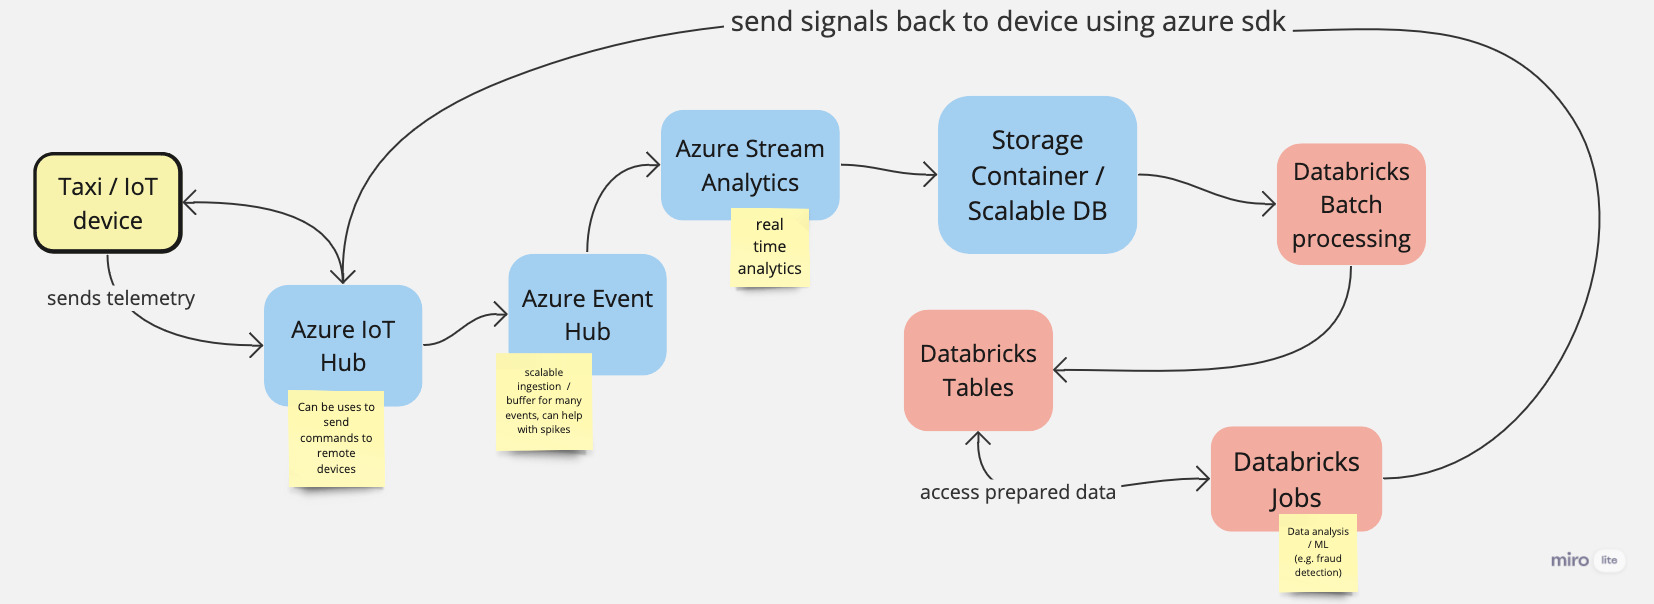 send signals back to device using azure sdk
Taxi / IoT
device
sends telemetry
Azure IoT
Hub
Can be uses to
send
commands to
remote
devices
Azure Event
Hub
scalable
ingestion /
buffer for many
events, can help
with spikes
Azure Stream
Analytics
real
time
analytics
Storage
Container /
Scalable DB
Databricks
Batch
processing
Databricks
Tables
access prepared data
Databricks
Jobs
Data analysis
/ ML
(e.g. fraud
detection)
miro lite